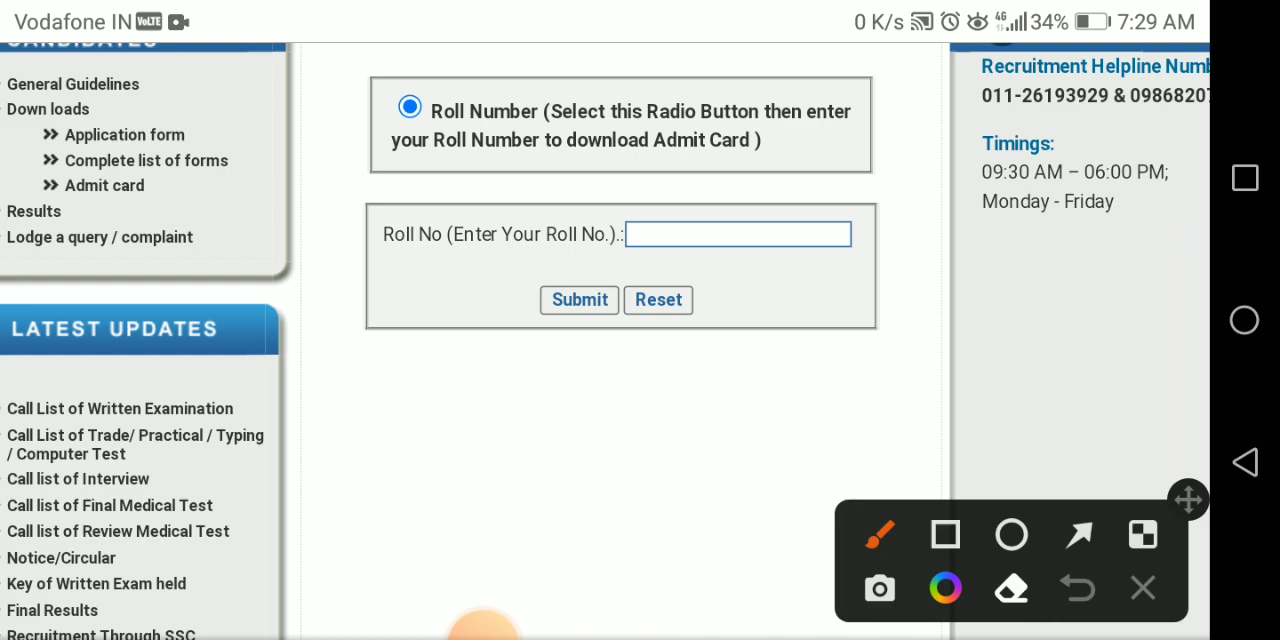 Vodafone IN VoLTE 0 K/s 4G 34% 7:29 AM
CANDIDATES
General Guidelines
Down loads
Application form
Complete list of forms
Admit card
Results
Lodge a query / complaint
LATEST UPDATES
Call List of Written Examination
Call List of Trade/ Practical / Typing
/ Computer Test
Call list of Interview
Call list of Final Medical Test
Call list of Review Medical Test
Notice/Circular
Key of Written Exam held
Final Results
Recruitment Through SSC
Roll Number (Select this Radio Button then enter
your Roll Number to download Admit Card )
Roll No (Enter Your Roll No.).:
Submit Reset
Recruitment Helpline Numb
011-26193929 & 09868207
Timings:
09:30 AM – 06:00 PM;
Monday - Friday